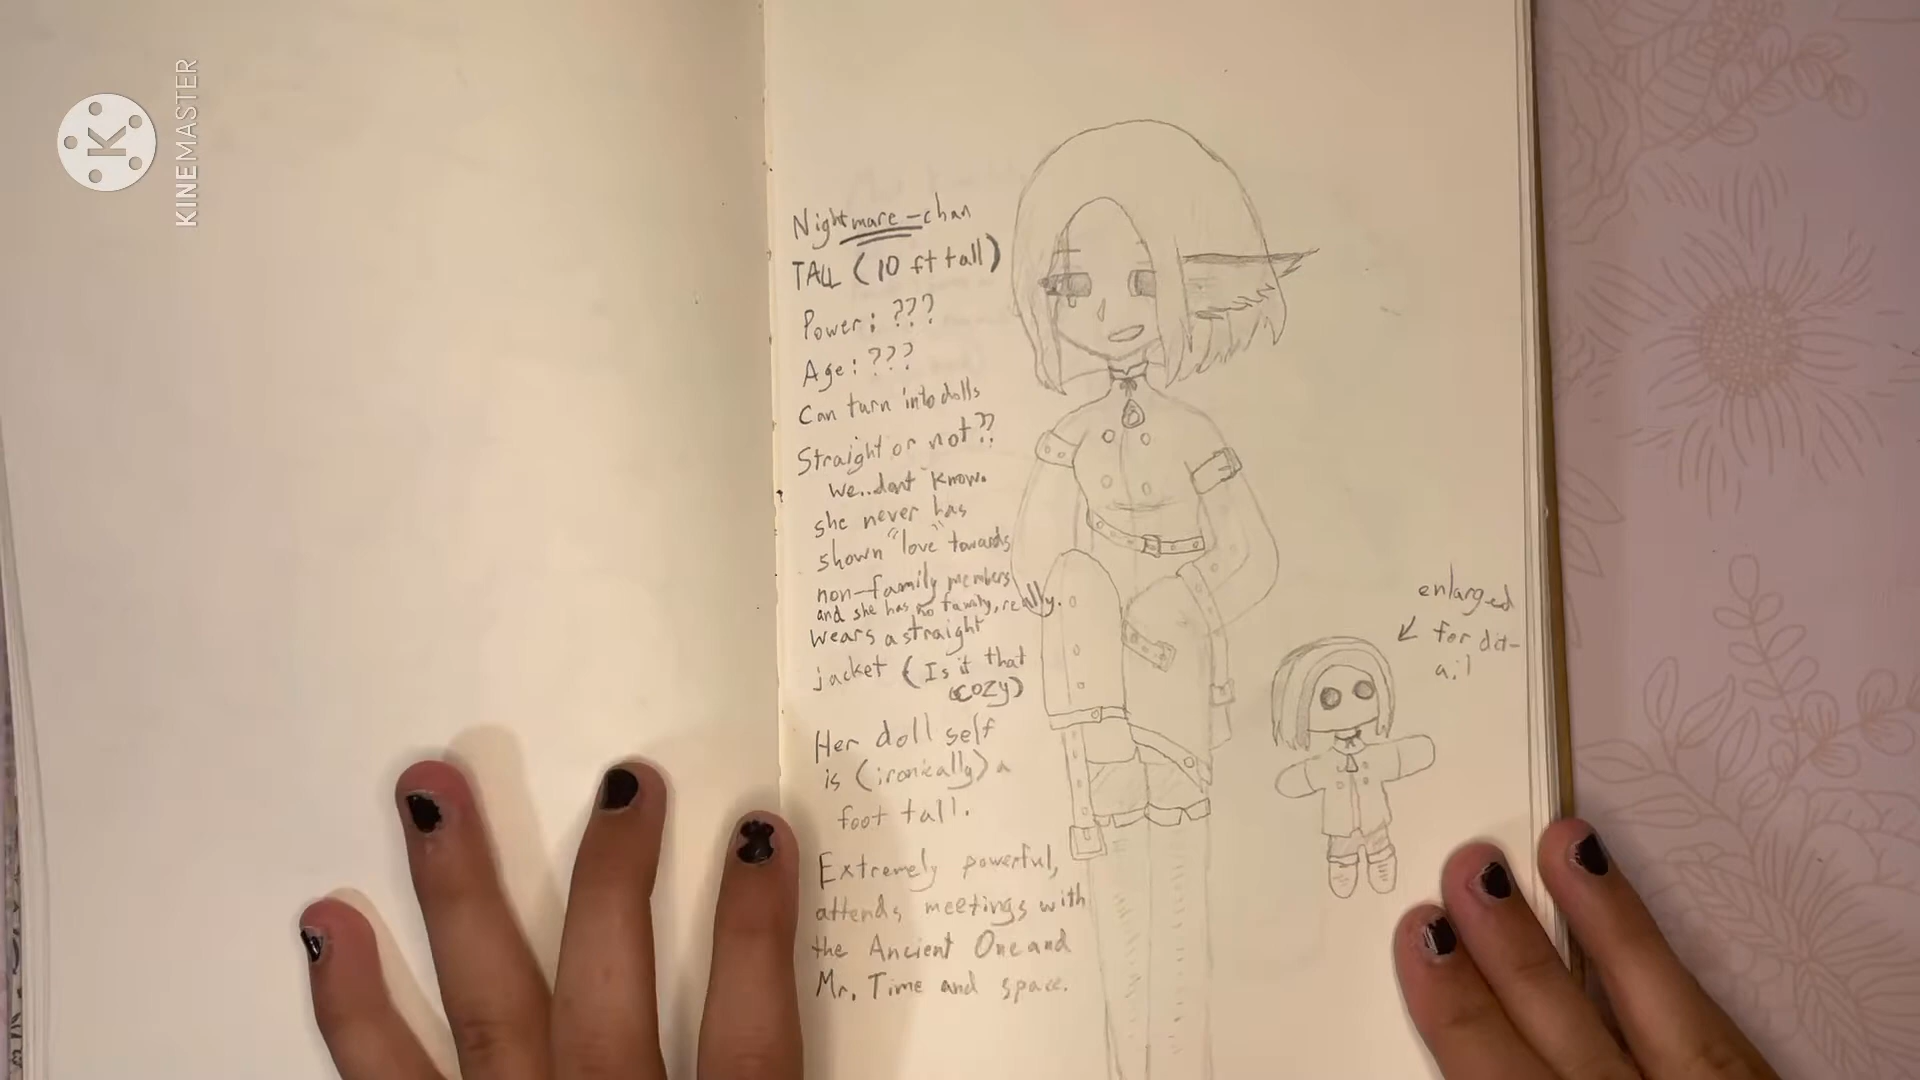 KINEMASTER
Nightmare-chan
TALL (10 ft tall)
Power: ???
Age: ???
Can turn into dolls
Straight or not??
we..dont know.
she never has
shown "love" towards
non-family members
and she has no family, really.
Wears a straight
jacket (Is it that
cozy)
Her doll self
is (ironically) a
foot tall.
Extremely powerful,
attends meetings with
the Ancient One and
Mr. Time and space.
enlarged
for det-
ail